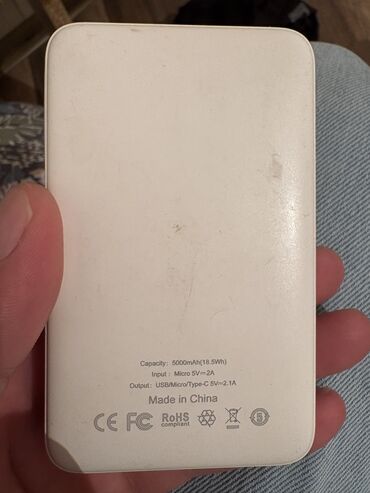 Capacity: 5000mAh(18.5Wh)
Input: Micro 5V⎓2A
Output: USB/Micro/Type-C 5V⎓2.1A
Made in China
CE FC RoHS compliant 5